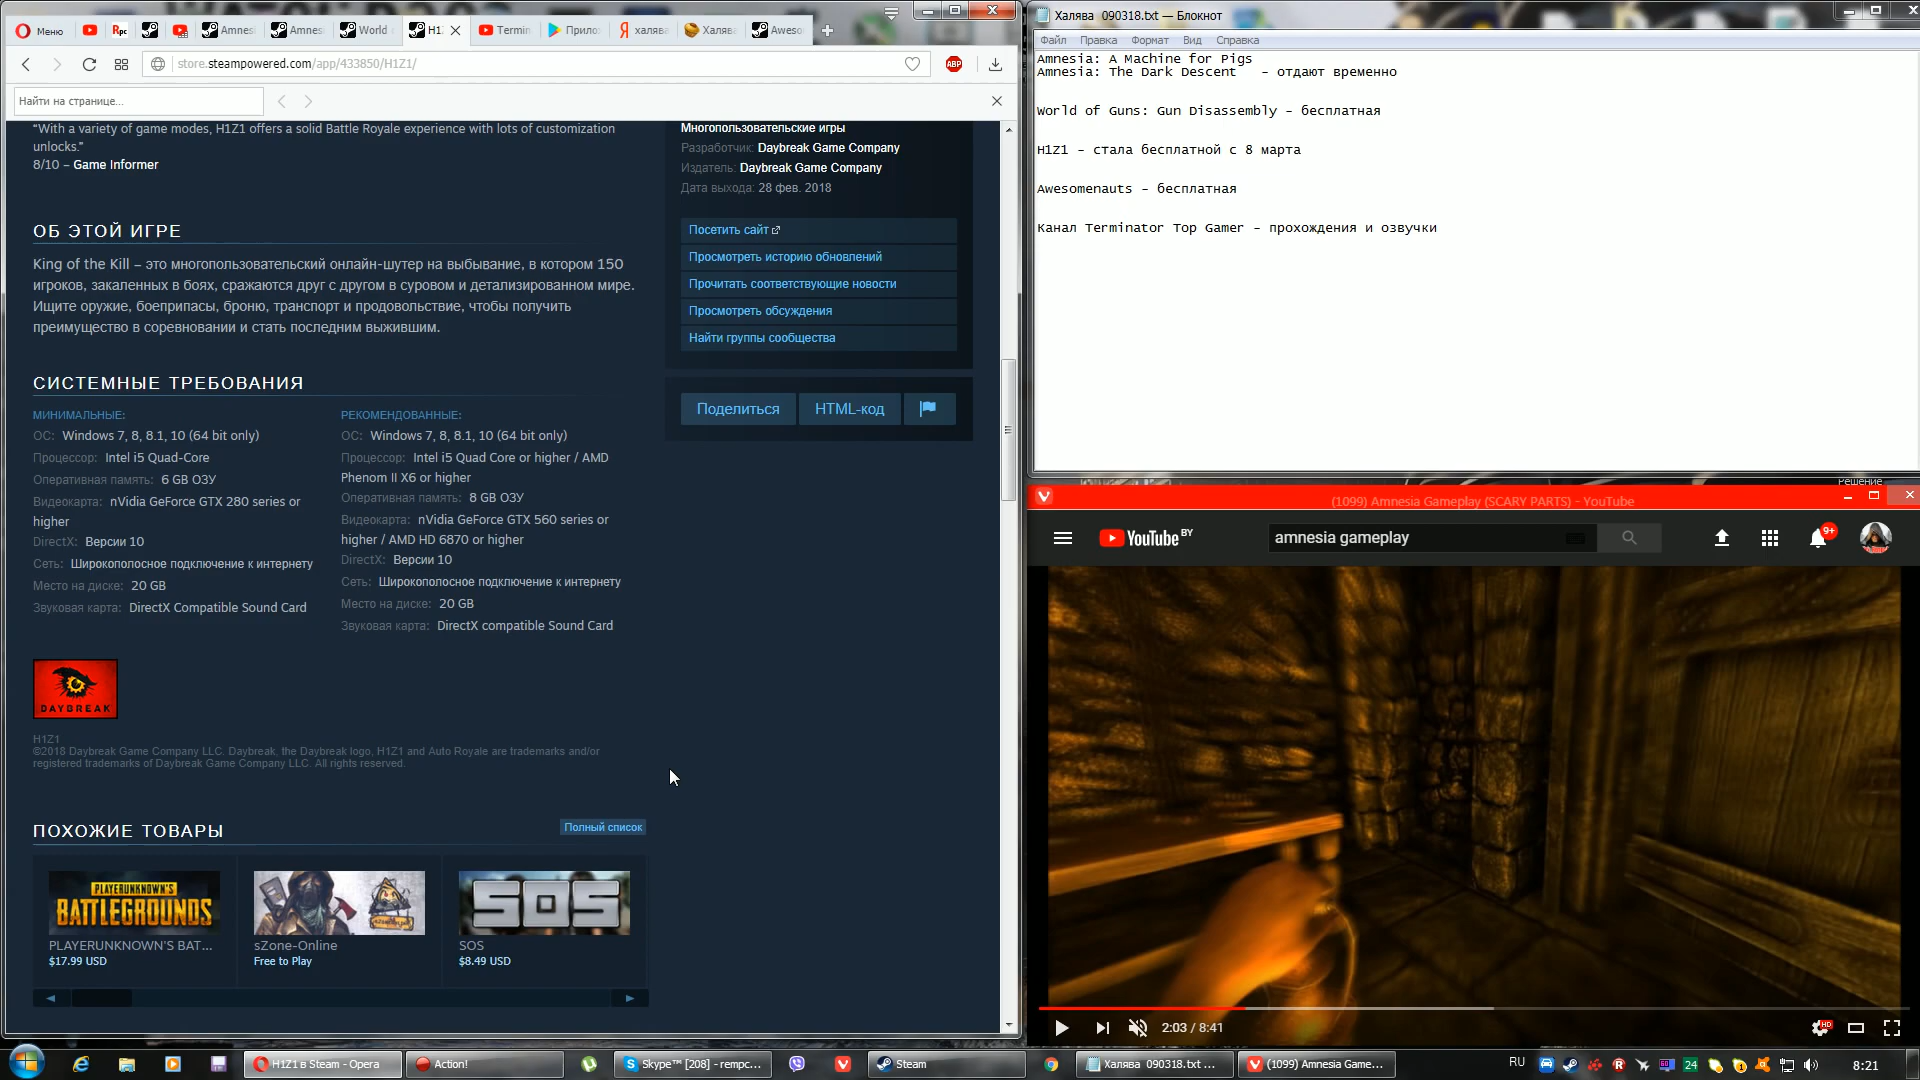 Меню
Amnes
Amnes
World
H1
Termin
Прило
халяв
Халяв
Aweso
store.steampowered.com/app/433850/H1Z1/
ABP
Найти на странице...
“With a variety of game modes, H1Z1 offers a solid Battle Royale experience with lots of customization
unlocks.”
8/10 – Game Informer
ОБ ЭТОЙ ИГРЕ
King of the Kill – это многопользовательский онлайн-шутер на выбывание, в котором 150
игроков, закаленных в боях, сражаются друг с другом в суровом и детализированном мире.
Ищите оружие, боеприпасы, броню, транспорт и продовольствие, чтобы получить
преимущество в соревновании и стать последним выжившим.
СИСТЕМНЫЕ ТРЕБОВАНИЯ
МИНИМАЛЬНЫЕ:
ОС: Windows 7, 8, 8.1, 10 (64 bit only)
Процессор: Intel i5 Quad-Core
Оперативная память: 6 GB ОЗУ
Видеокарта: nVidia GeForce GTX 280 series or
higher
DirectX: Версии 10
Сеть: Широкополосное подключение к интернету
Место на диске: 20 GB
Звуковая карта: DirectX Compatible Sound Card
РЕКОМЕНДОВАННЫЕ:
ОС: Windows 7, 8, 8.1, 10 (64 bit only)
Процессор: Intel i5 Quad Core or higher / AMD
Phenom II X6 or higher
Оперативная память: 8 GB ОЗУ
Видеокарта: nVidia GeForce GTX 560 series or
higher / AMD HD 6870 or higher
DirectX: Версии 10
Сеть: Широкополосное подключение к интернету
Место на диске: 20 GB
Звуковая карта: DirectX compatible Sound Card
DAYBREAK
H1Z1
©2018 Daybreak Game Company LLC. Daybreak, the Daybreak logo, H1Z1 and Auto Royale are trademarks and/or
registered trademarks of Daybreak Game Company LLC. All rights reserved.
ПОХОЖИЕ ТОВАРЫ
Полный список
PLAYERUNKNOWN'S
BATTLEGROUNDS
PLAYERUNKNOWN'S BAT...
$17.99 USD
sZone-Online
Free to Play
SOS
SOS
$8.49 USD
Многопользовательские игры
Разработчик: Daybreak Game Company
Издатель: Daybreak Game Company
Дата выхода: 28 фев. 2018
Посетить сайт
Просмотреть историю обновлений
Прочитать соответствующие новости
Просмотреть обсуждения
Найти группы сообщества
Поделиться
HTML-код
Халява 090318.txt — Блокнот
Файл Правка Формат Вид Справка
Amnesia: A Machine for Pigs
Amnesia: The Dark Descent - отдают временно
World of Guns: Gun Disassembly - бесплатная
H1Z1 - стала бесплатной с 8 марта
Awesomenauts - бесплатная
Канал Terminator Top Gamer - прохождения и озвучки
Решение
(1099) Amnesia Gameplay (SCARY PARTS) - YouTube
YouTube BY
amnesia gameplay
9+
2:03 / 8:41
HD
H1Z1 в Steam - Opera
Action!
Skype™ [208] - rempc...
Steam
Халява 090318.txt ...
(1099) Amnesia Game...
RU
24
8:21